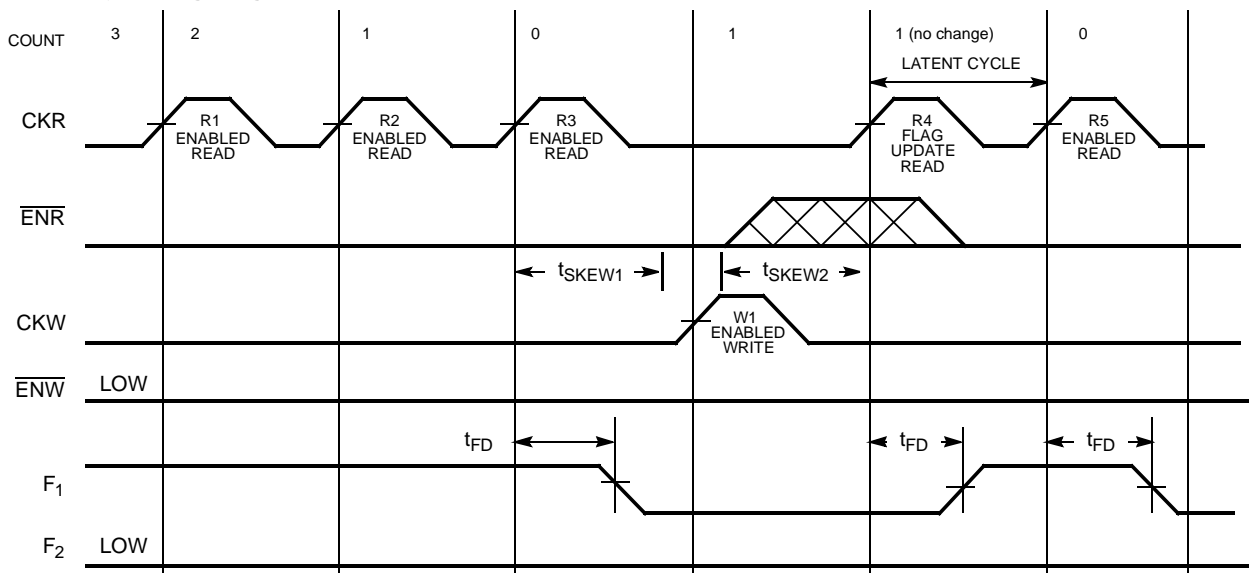 COUNT 3 2 1 0 1 1 (no change) 0
LATENT CYCLE
CKR
R1
ENABLED
READ
R2
ENABLED
READ
R3
ENABLED
READ
R4
FLAG
UPDATE
READ
R5
ENABLED
READ
ENR
tSKEW1 tSKEW2
CKW
W1
ENABLED
WRITE
ENW LOW
tFD tFD tFD
F1
F2 LOW